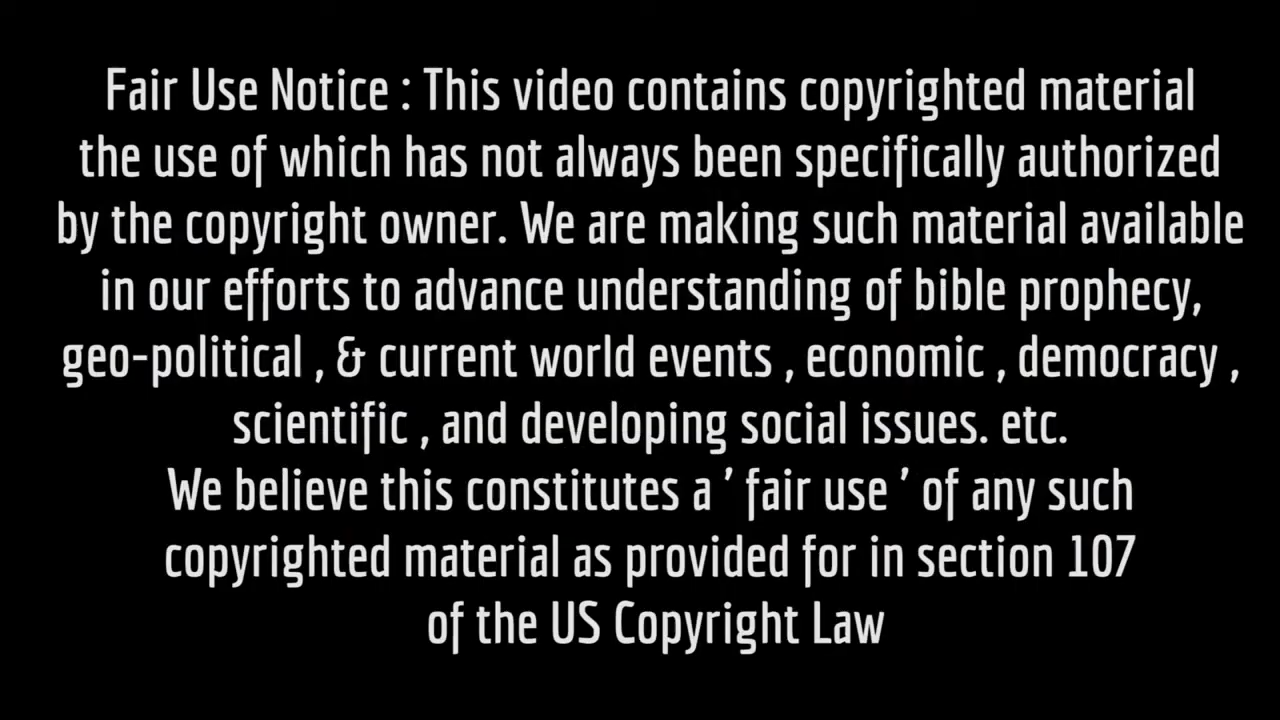 Fair Use Notice : This video contains copyrighted material
the use of which has not always been specifically authorized
by the copyright owner. We are making such material available
in our efforts to advance understanding of bible prophecy,
geo-political , & current world events , economic , democracy ,
scientific , and developing social issues. etc.
We believe this constitutes a ' fair use ' of any such
copyrighted material as provided for in section 107
of the US Copyright Law